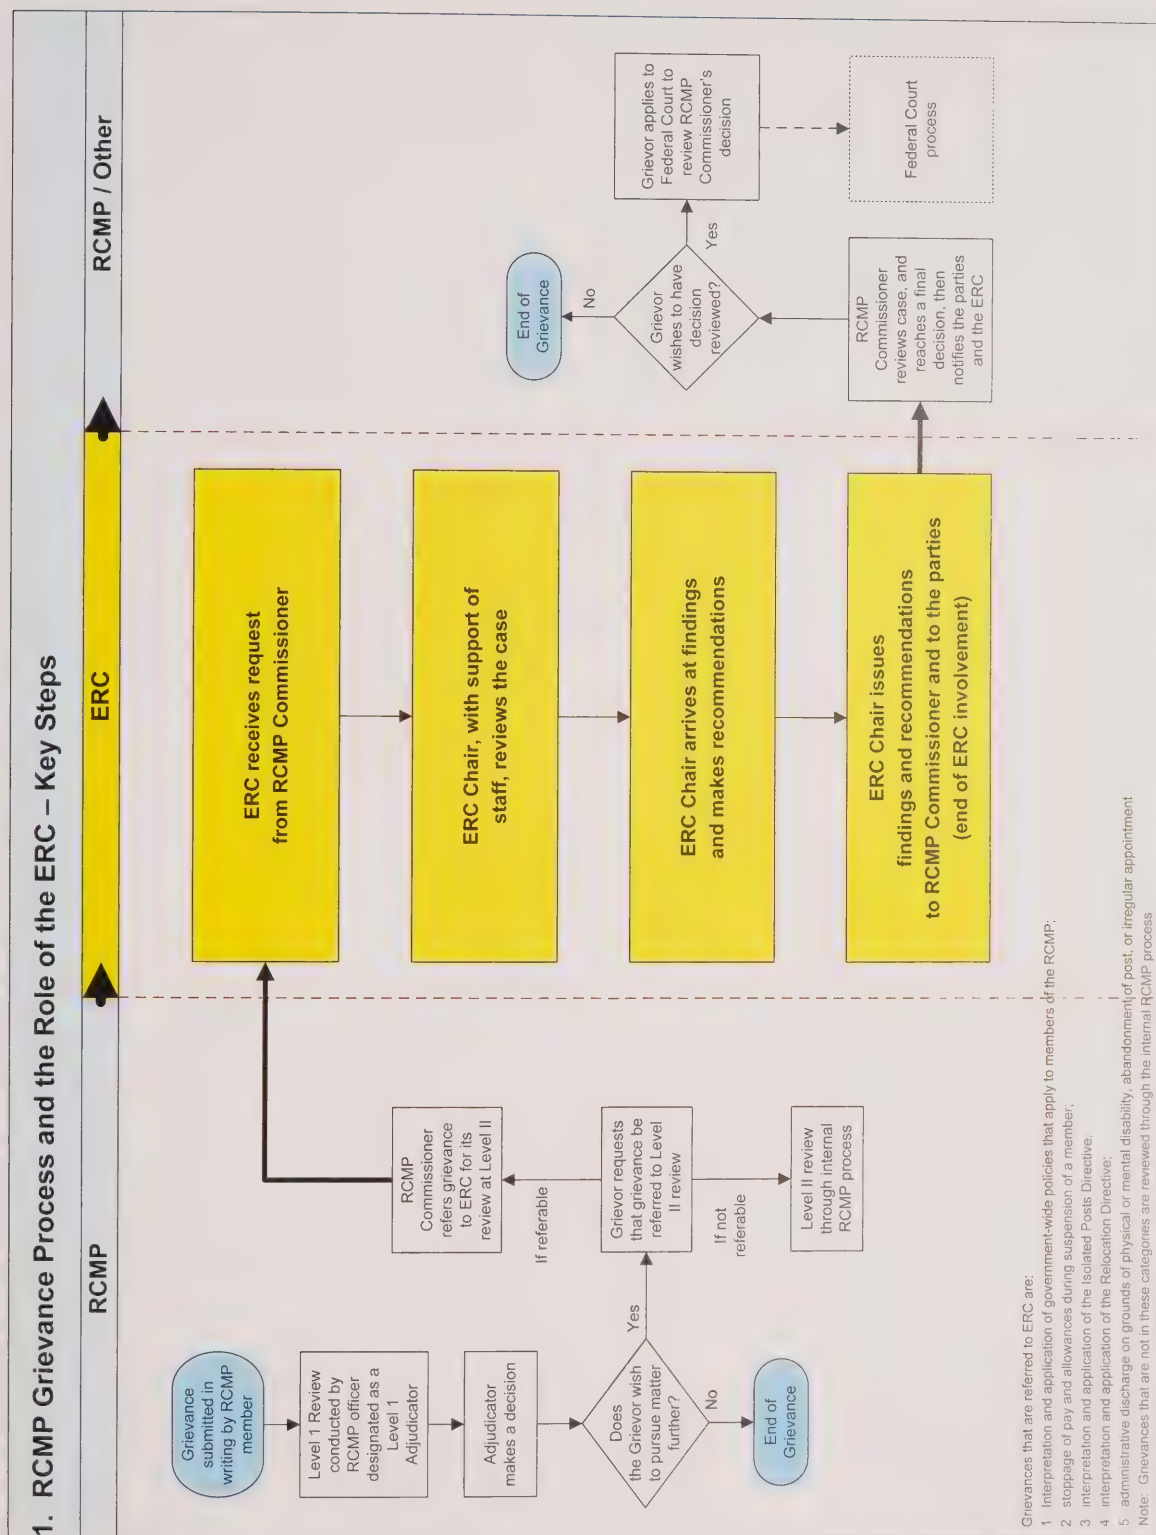 1. RCMP Grievance Process and the Role of the ERC – Key Steps
RCMP
ERC
RCMP / Other
Grievance
submitted in
writing by RCMP
member
Level 1 Review
conducted by
RCMP officer
designated as a
Level 1
Adjudicator
Adjudicator
makes a decision
Does
the Grievor wish
to pursue matter
further?
Yes
No
End of
Grievance
Grievor requests
that grievance be
referred to Level
II review
If referable
If not
referable
RCMP
Commissioner
refers grievance
to ERC for its
review at Level II
Level II review
through internal
RCMP process
ERC receives request
from RCMP Commissioner
ERC Chair, with support of
staff, reviews the case
ERC Chair arrives at findings
and makes recommendations
ERC Chair issues
findings and recommendations
to RCMP Commissioner and to the parties
(end of ERC involvement)
RCMP
Commissioner
reviews case, and
reaches a final
decision, then
notifies the parties
and the ERC
Grievor
wishes to have
decision
reviewed?
No
End of
Grievance
Yes
Grievor applies to
Federal Court to
review RCMP
Commissioner's
decision
Federal Court
process
Grievances that are referred to ERC are:
1 Interpretation and application of government-wide policies that apply to members of the RCMP;
2 stoppage of pay and allowances during suspension of a member;
3 interpretation and application of the Isolated Posts Directive.
4 interpretation and application of the Relocation Directive;
5 administrative discharge on grounds of physical or mental disability, abandonment of post, or irregular appointment
Note: Grievances that are not in these categories are reviewed through the internal RCMP process